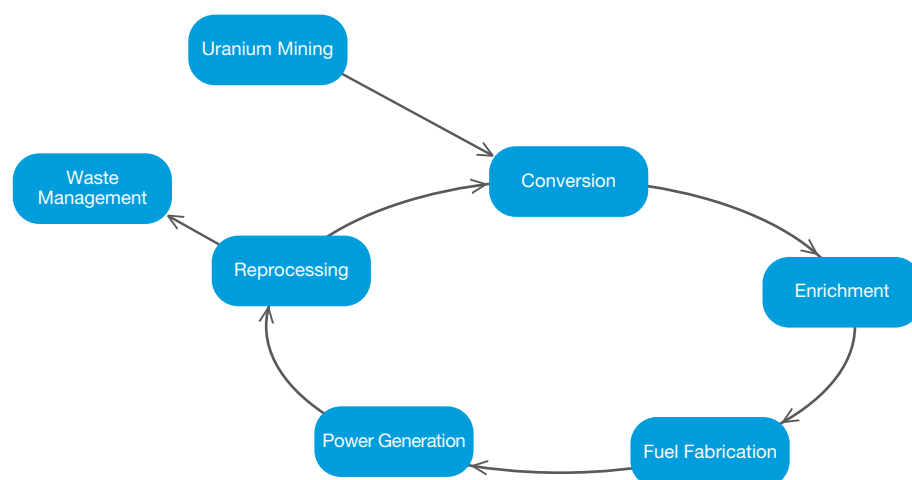 Uranium Mining
Waste
Management
Conversion
Reprocessing
Enrichment
Power Generation
Fuel Fabrication